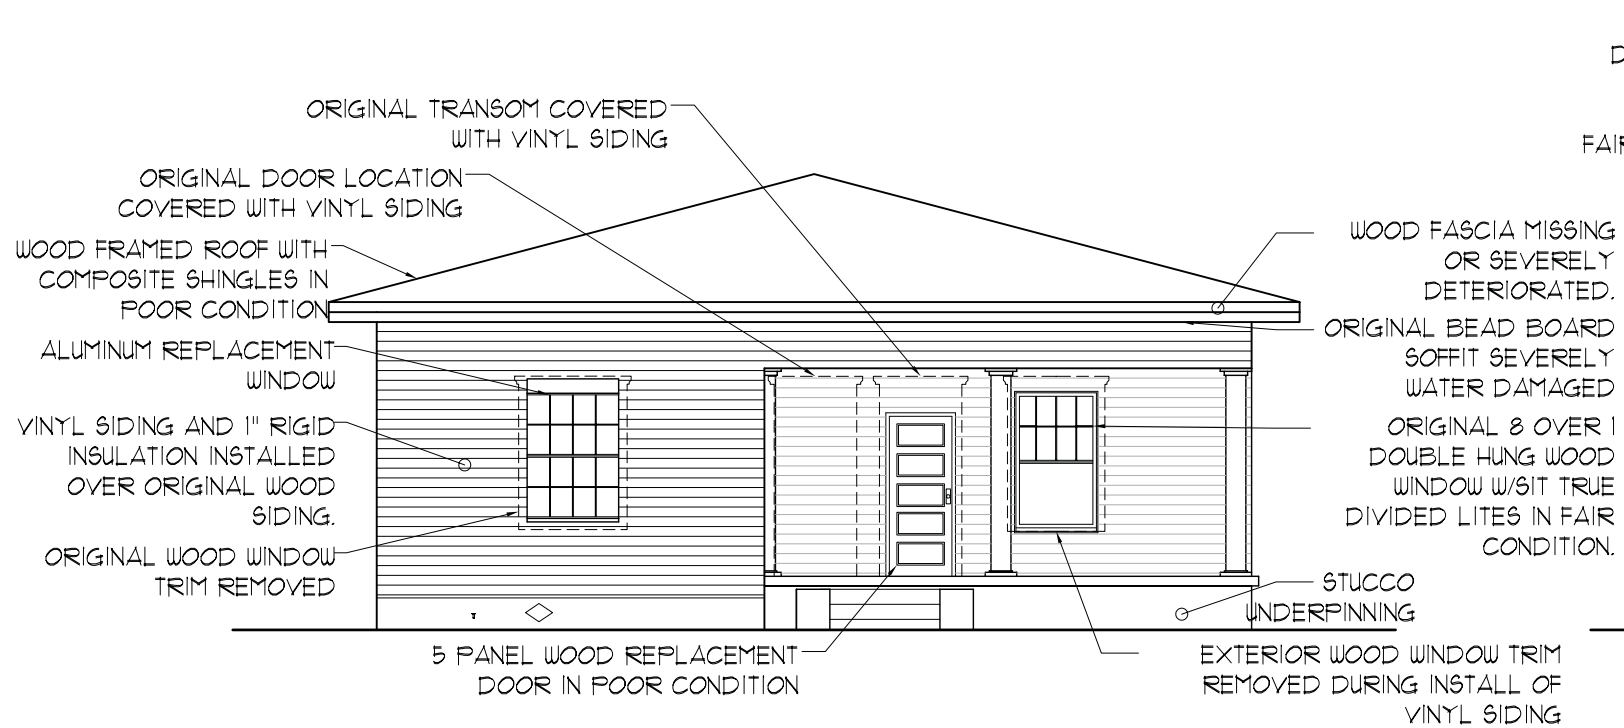 ORIGINAL TRANSOM COVERED
WITH VINYL SIDING
ORIGINAL DOOR LOCATION
COVERED WITH VINYL SIDING
WOOD FRAMED ROOF WITH
COMPOSITE SHINGLES IN
POOR CONDITION
ALUMINUM REPLACEMENT
WINDOW
VINYL SIDING AND 1" RIGID
INSULATION INSTALLED
OVER ORIGINAL WOOD
SIDING.
ORIGINAL WOOD WINDOW
TRIM REMOVED
5 PANEL WOOD REPLACEMENT
DOOR IN POOR CONDITION
D
FAIR
WOOD FASCIA MISSING
OR SEVERELY
DETERIORATED.
ORIGINAL BEAD BOARD
SOFFIT SEVERELY
WATER DAMAGED
ORIGINAL 8 OVER 1
DOUBLE HUNG WOOD
WINDOW W/SIT TRUE
DIVIDED LITES IN FAIR
CONDITION.
STUCCO
UNDERPINNING
EXTERIOR WOOD WINDOW TRIM
REMOVED DURING INSTALL OF
VINYL SIDING